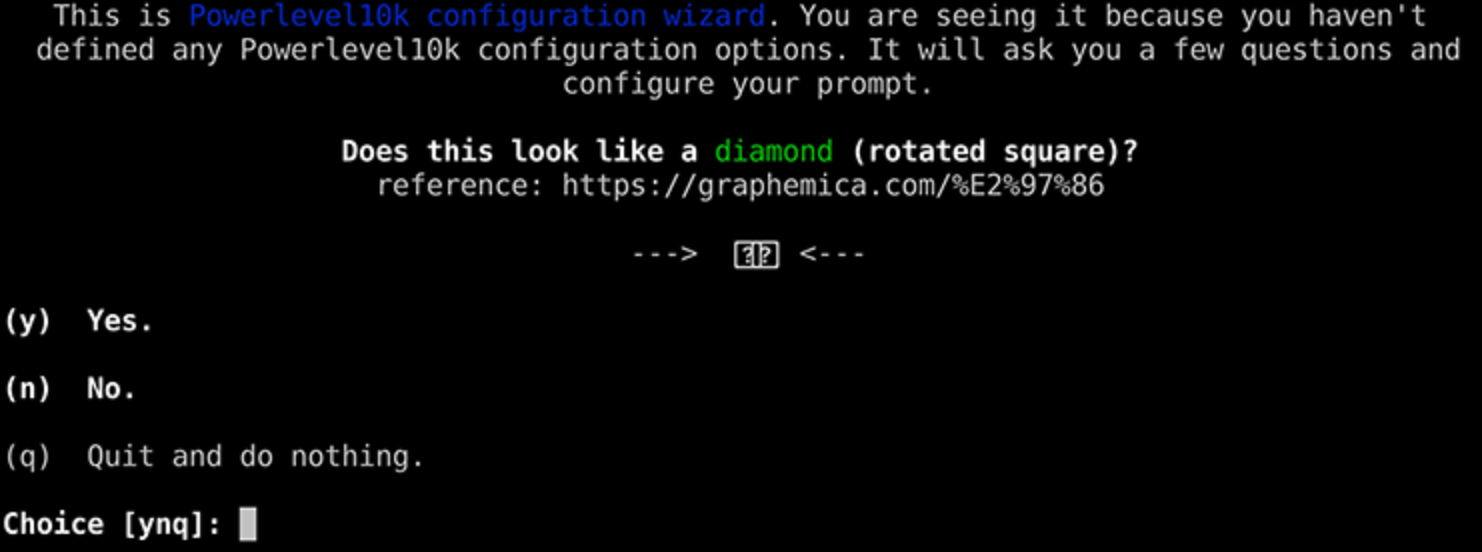 This is Powerlevel10k configuration wizard. You are seeing it because you haven't
defined any Powerlevel10k configuration options. It will ask you a few questions and
configure your prompt.
Does this look like a diamond (rotated square)?
reference: https://graphemica.com/%E2%97%86
---> ⍰⍰ <---
(y) Yes.
(n) No.
(q) Quit and do nothing.
Choice [ynq]: